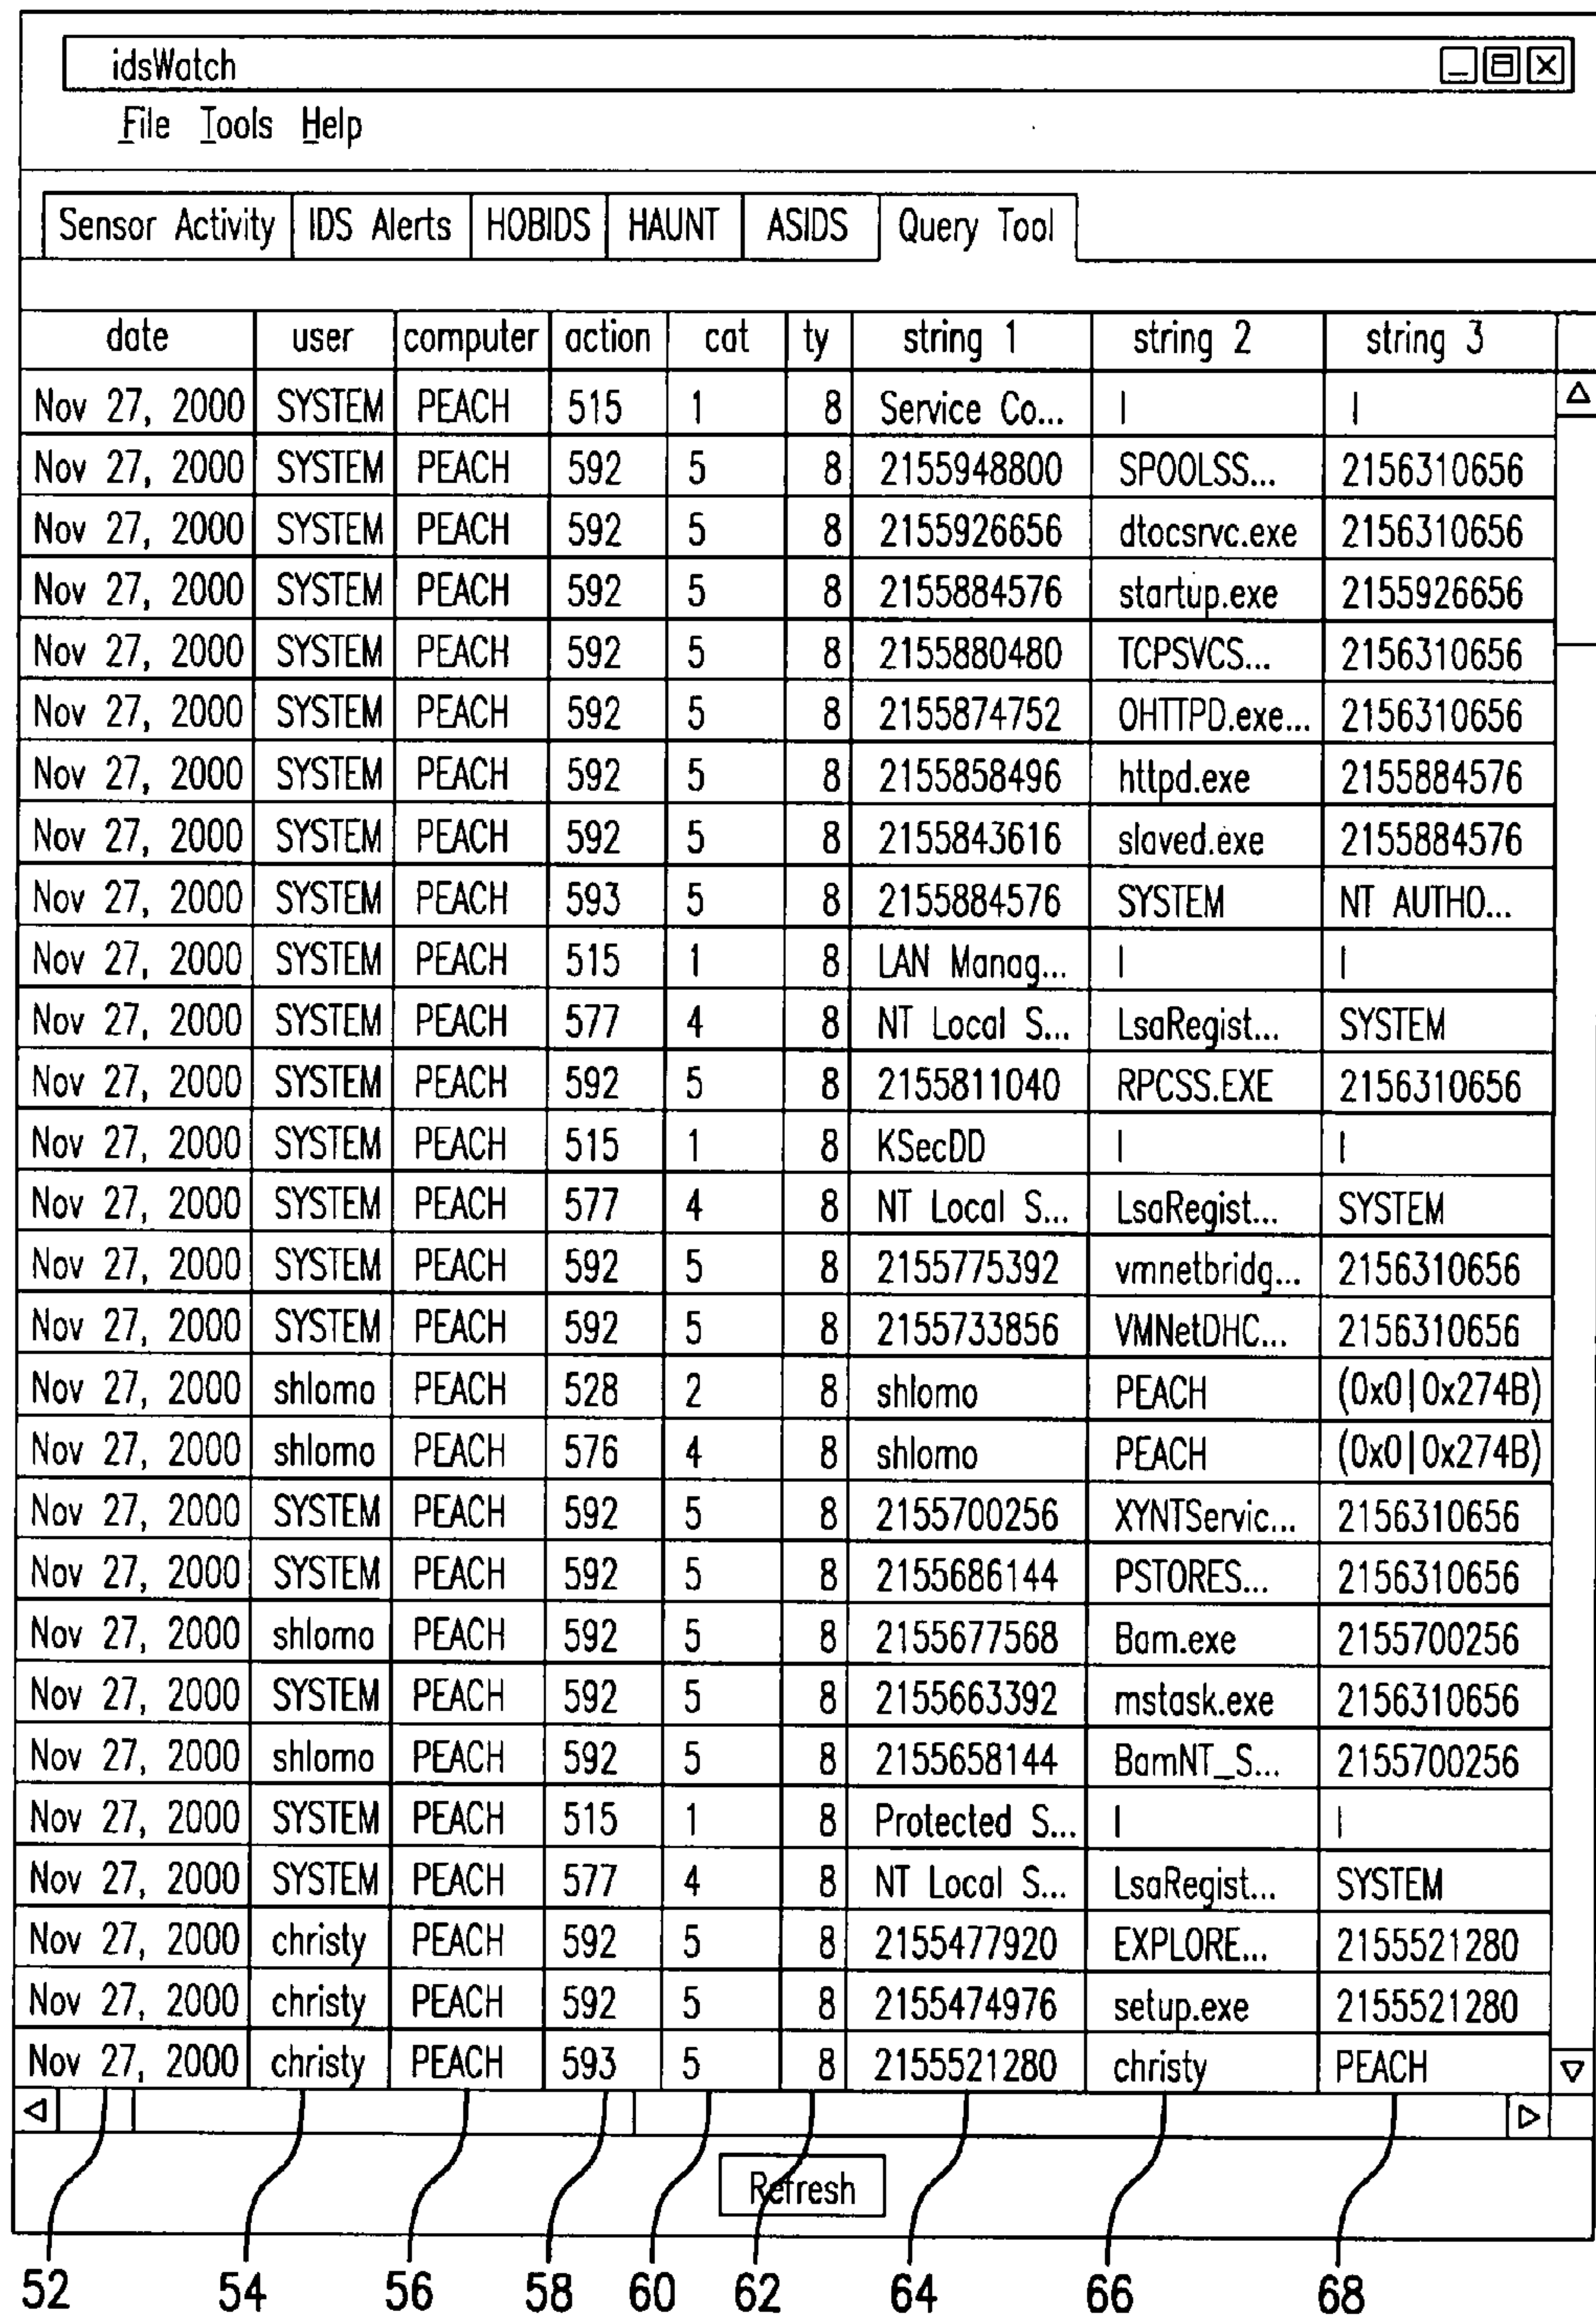 idsWatch
File Tools Help
Sensor Activity IDS Alerts HOBIDS HAUNT ASIDS Query Tool
date user computer action cat ty string 1 string 2 string 3
Nov 27, 2000 SYSTEM PEACH 515 1 8 Service Co... | |
Nov 27, 2000 SYSTEM PEACH 592 5 8 2155948800 SPOOLSS... 2156310656
Nov 27, 2000 SYSTEM PEACH 592 5 8 2155926656 dtocsrvc.exe 2156310656
Nov 27, 2000 SYSTEM PEACH 592 5 8 2155884576 startup.exe 2155926656
Nov 27, 2000 SYSTEM PEACH 592 5 8 2155880480 TCPSVCS... 2156310656
Nov 27, 2000 SYSTEM PEACH 592 5 8 2155874752 OHTTPD.exe... 2156310656
Nov 27, 2000 SYSTEM PEACH 592 5 8 2155858496 httpd.exe 2155884576
Nov 27, 2000 SYSTEM PEACH 592 5 8 2155843616 slaved.exe 2155884576
Nov 27, 2000 SYSTEM PEACH 593 5 8 2155884576 SYSTEM NT AUTHO...
Nov 27, 2000 SYSTEM PEACH 515 1 8 LAN Manag... | |
Nov 27, 2000 SYSTEM PEACH 577 4 8 NT Local S... LsaRegist... SYSTEM
Nov 27, 2000 SYSTEM PEACH 592 5 8 2155811040 RPCSS.EXE 2156310656
Nov 27, 2000 SYSTEM PEACH 515 1 8 KSecDD | |
Nov 27, 2000 SYSTEM PEACH 577 4 8 NT Local S... LsaRegist... SYSTEM
Nov 27, 2000 SYSTEM PEACH 592 5 8 2155775392 vmnetbridg... 2156310656
Nov 27, 2000 SYSTEM PEACH 592 5 8 2155733856 VMNetDHC... 2156310656
Nov 27, 2000 shlomo PEACH 528 2 8 shlomo PEACH (0x0|0x274B)
Nov 27, 2000 shlomo PEACH 576 4 8 shlomo PEACH (0x0|0x274B)
Nov 27, 2000 SYSTEM PEACH 592 5 8 2155700256 XYNTServic... 2156310656
Nov 27, 2000 SYSTEM PEACH 592 5 8 2155686144 PSTORES... 2156310656
Nov 27, 2000 shlomo PEACH 592 5 8 2155677568 Bam.exe 2155700256
Nov 27, 2000 SYSTEM PEACH 592 5 8 2155663392 mstask.exe 2156310656
Nov 27, 2000 shlomo PEACH 592 5 8 2155658144 BamNT_S... 2155700256
Nov 27, 2000 SYSTEM PEACH 515 1 8 Protected S... | |
Nov 27, 2000 SYSTEM PEACH 577 4 8 NT Local S... LsaRegist... SYSTEM
Nov 27, 2000 christy PEACH 592 5 8 2155477920 EXPLORE... 2155521280
Nov 27, 2000 christy PEACH 592 5 8 2155474976 setup.exe 2155521280
Nov 27, 2000 christy PEACH 593 5 8 2155521280 christy PEACH
Refresh
52 54 56 58 60 62 64 66 68